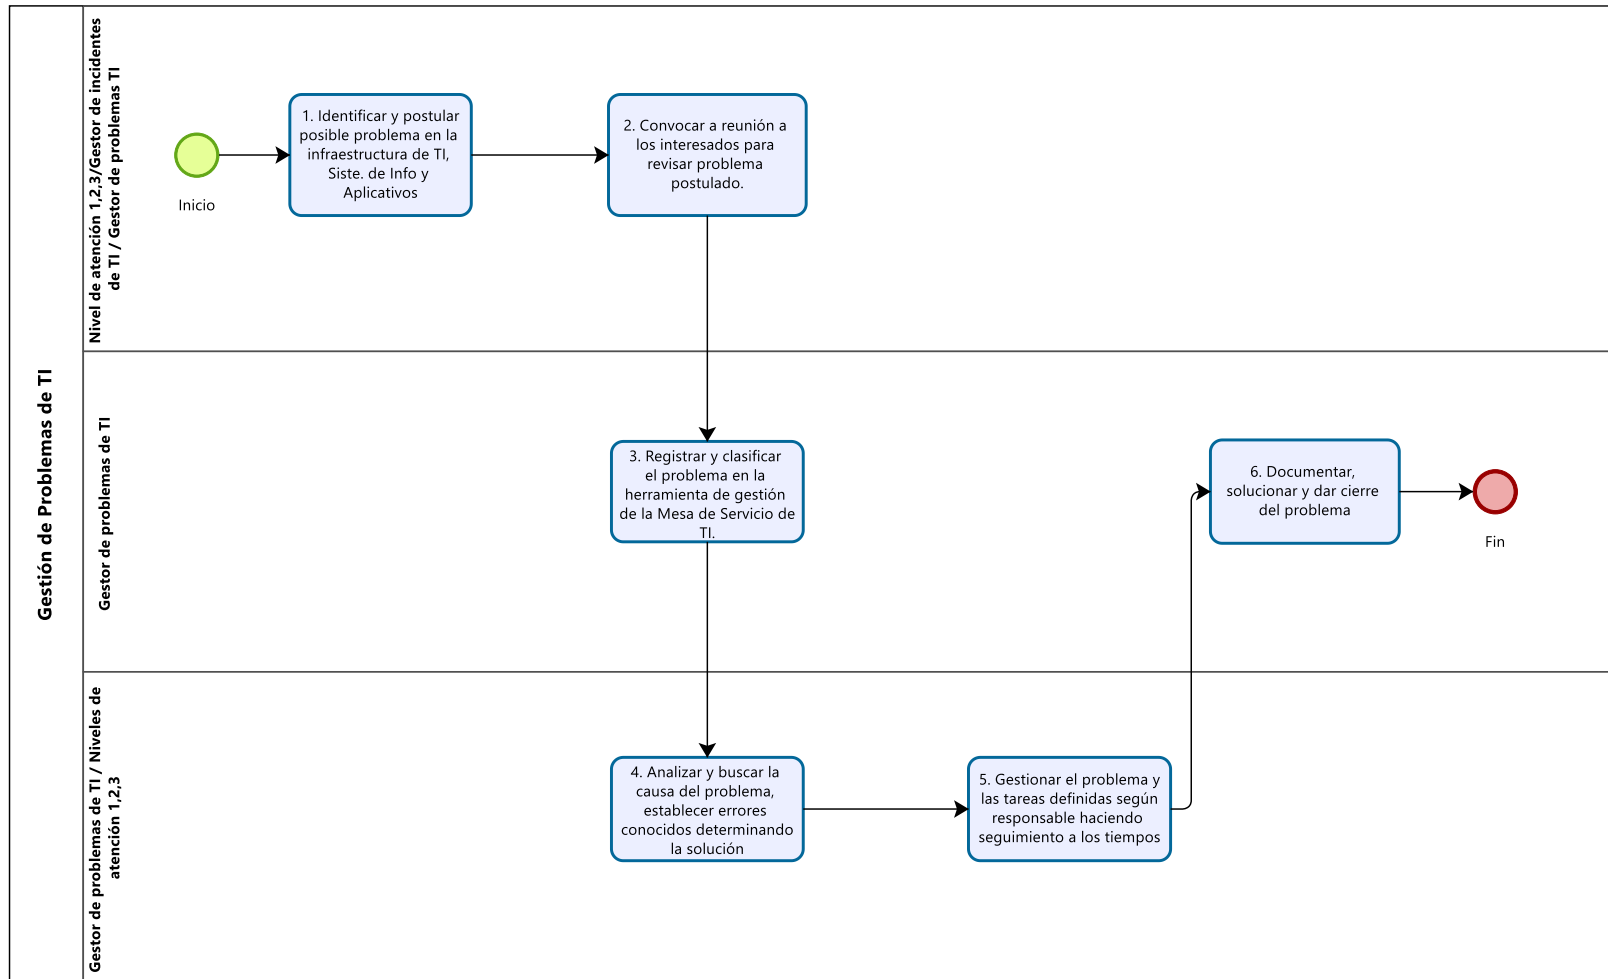 Gestión de Problemas de TI
Nivel de atención 1,2,3/Gestor de incidentes
de TI / Gestor de problemas TI
Inicio
1. Identificar y postular
posible problema en la
infraestructura de TI,
Siste. de Info y
Aplicativos
2. Convocar a reunión a
los interesados para
revisar problema
postulado.
Gestor de problemas de TI
3. Registrar y clasificar
el problema en la
herramienta de gestión
de la Mesa de Servicio de
TI.
6. Documentar,
solucionar y dar cierre
del problema
Fin
Gestor de problemas de TI / Niveles de
atención 1,2,3
4. Analizar y buscar la
causa del problema,
establecer errores
conocidos determinando
la solución
5. Gestionar el problema y
las tareas definidas según
responsable haciendo
seguimiento a los tiempos